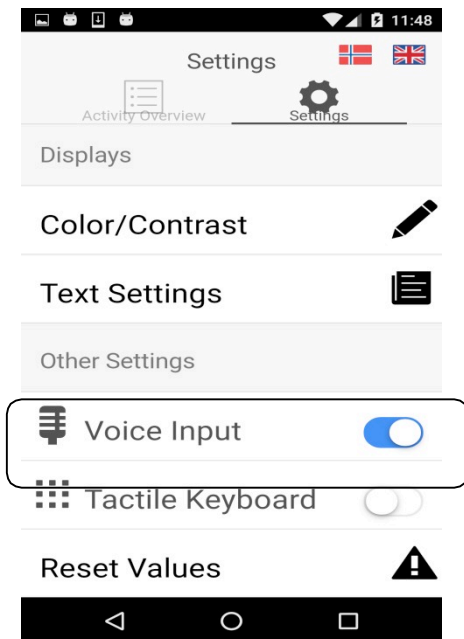 11:48
Settings
Activity Overview Settings
Displays
Color/Contrast
Text Settings
Other Settings
Voice Input
Tactile Keyboard
Reset Values